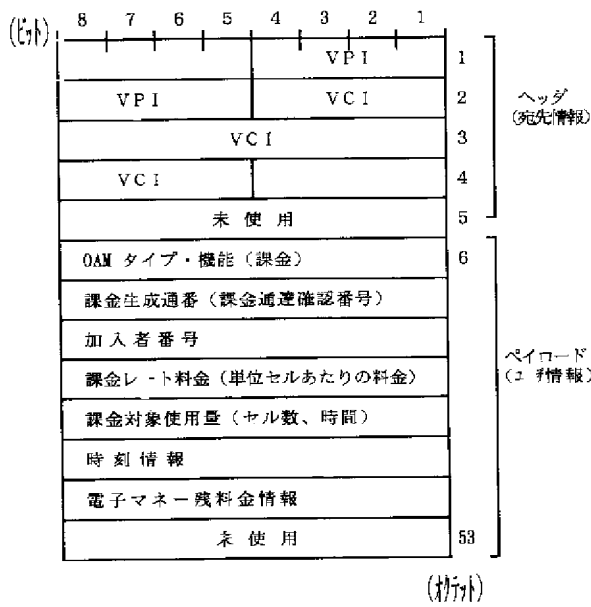 8 7 6 5 4 3 2 1
(ビット)
VPI 1
VPI VCI 2
ヘッダ
(宛先情報)
VCI 3
VCI 4
未使用 5
OAM タイプ・機能(課金) 6
課金生成通番(課金通達確認番号)
加入者番号
ペイロード
(ユーザ情報)
課金レート料金(単位セルあたりの料金)
課金対象使用量(セル数、時間)
時刻情報
電子マネー残料金情報
未使用 53
(オクテット)